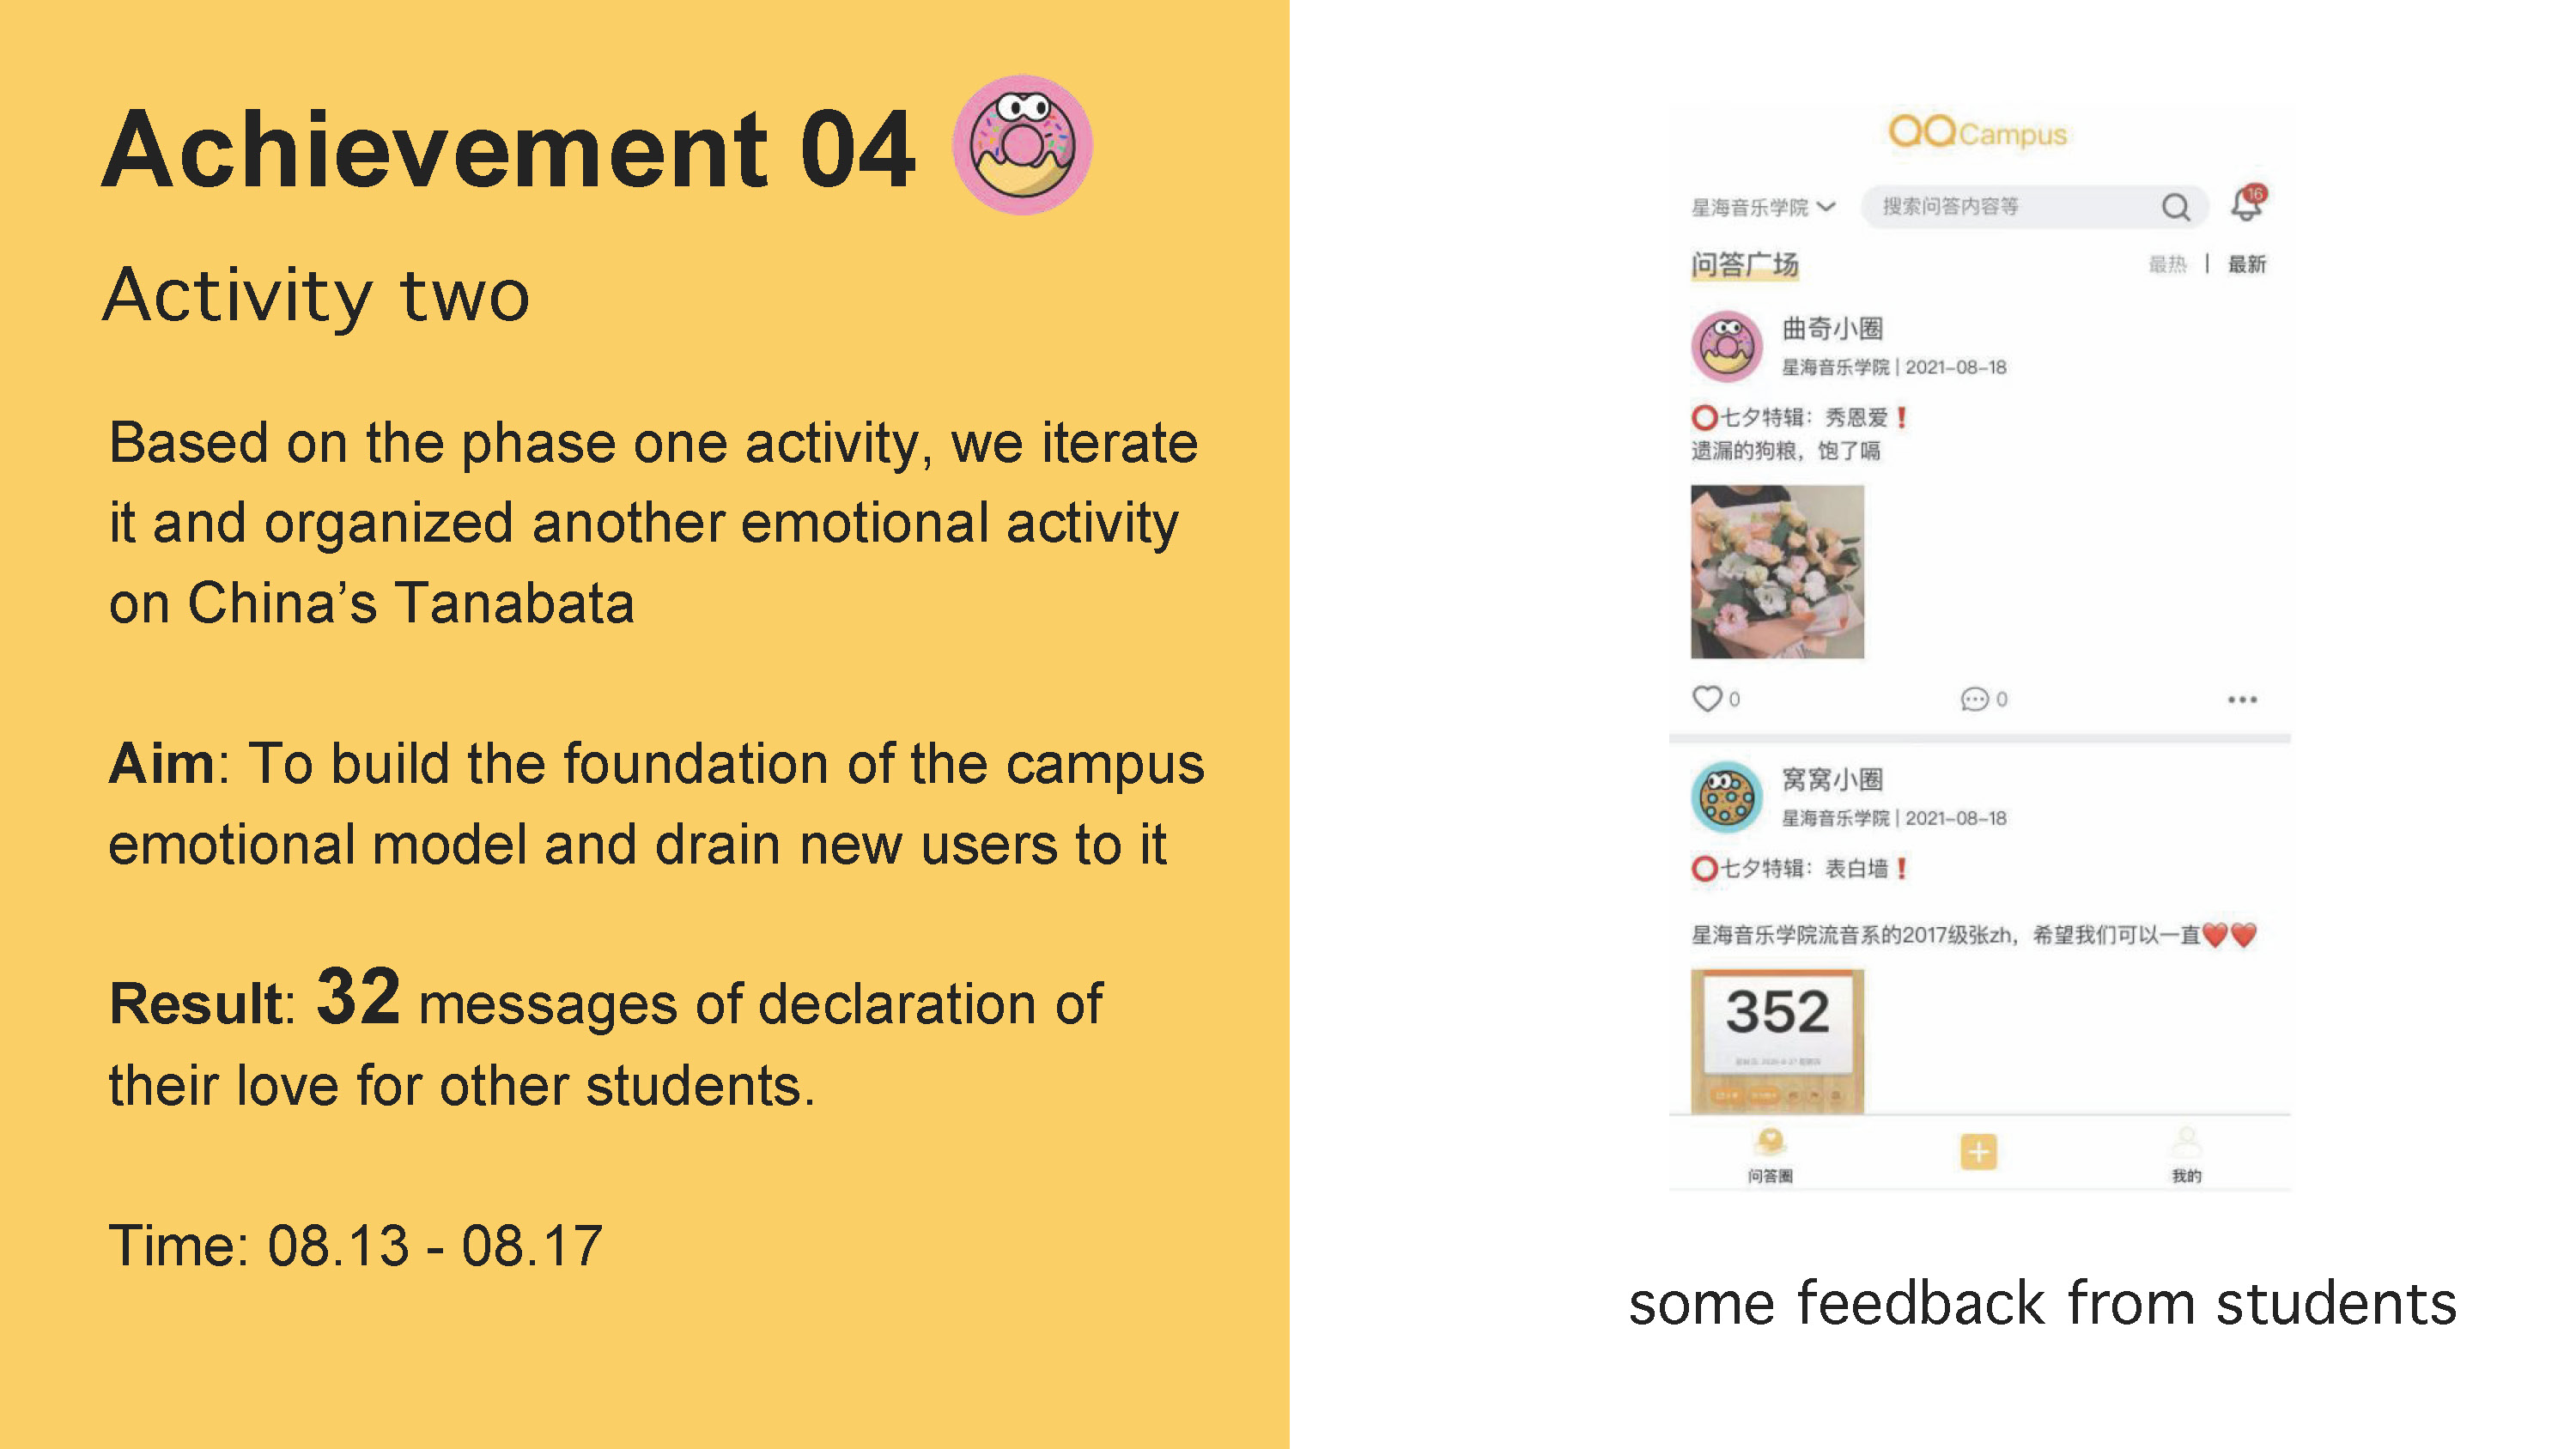 Achievement 04
Activity two
Based on the phase one activity, we iterate
it and organized another emotional activity
on China’s Tanabata
Aim: To build the foundation of the campus
emotional model and drain new users to it
Result: 32 messages of declaration of
their love for other students.
Time: 08.13 - 08.17
QQCampus
星海音乐学院 搜索问答内容等 16
问答广场 最热 | 最新
曲奇小圈
星海音乐学院 | 2021-08-18
⭕七夕特辑：秀恩爱❗
遗漏的狗粮，饱了嗝
0 0
窝窝小圈
星海音乐学院 | 2021-08-18
⭕七夕特辑：表白墙❗
星海音乐学院流音系的2017级张zh，希望我们可以一直❤️❤️
352
问答圈 我的
some feedback from students